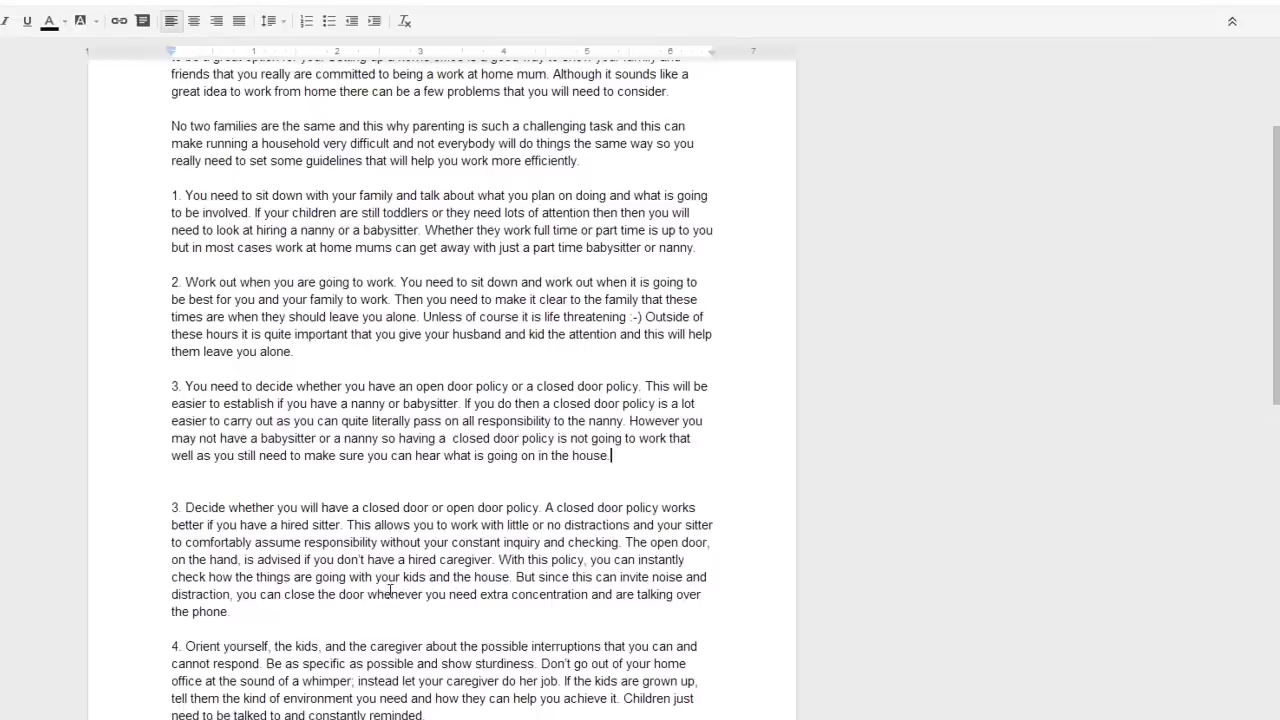 1 1 2 3 4 5 6 7
friends that you really are committed to being a work at home mum. Although it sounds like a
great idea to work from home there can be a few problems that you will need to consider.
No two families are the same and this why parenting is such a challenging task and this can
make running a household very difficult and not everybody will do things the same way so you
really need to set some guidelines that will help you work more efficiently.
1. You need to sit down with your family and talk about what you plan on doing and what is going
to be involved. If your children are still toddlers or they need lots of attention then then you will
need to look at hiring a nanny or a babysitter. Whether they work full time or part time is up to you
but in most cases work at home mums can get away with just a part time babysitter or nanny.
2. Work out when you are going to work. You need to sit down and work out when it is going to
be best for you and your family to work. Then you need to make it clear to the family that these
times are when they should leave you alone. Unless of course it is life threatening :-) Outside of
these hours it is quite important that you give your husband and kid the attention and this will help
them leave you alone.
3. You need to decide whether you have an open door policy or a closed door policy. This will be
easier to establish if you have a nanny or babysitter. If you do then a closed door policy is a lot
easier to carry out as you can quite literally pass on all responsibility to the nanny. However you
may not have a babysitter or a nanny so having a  closed door policy is not going to work that
well as you still need to make sure you can hear what is going on in the house.
3. Decide whether you will have a closed door or open door policy. A closed door policy works
better if you have a hired sitter. This allows you to work with little or no distractions and your sitter
to comfortably assume responsibility without your constant inquiry and checking. The open door,
on the hand, is advised if you don't have a hired caregiver. With this policy, you can instantly
check how the things are going with your kids and the house. But since this can invite noise and
distraction, you can close the door whenever you need extra concentration and are talking over
the phone.
4. Orient yourself, the kids, and the caregiver about the possible interruptions that you can and
cannot respond. Be as specific as possible and show sturdiness. Don't go out of your home
office at the sound of a whimper; instead let your caregiver do her job. If the kids are grown up,
tell them the kind of environment you need and how they can help you achieve it. Children just
need to be talked to and constantly reminded.